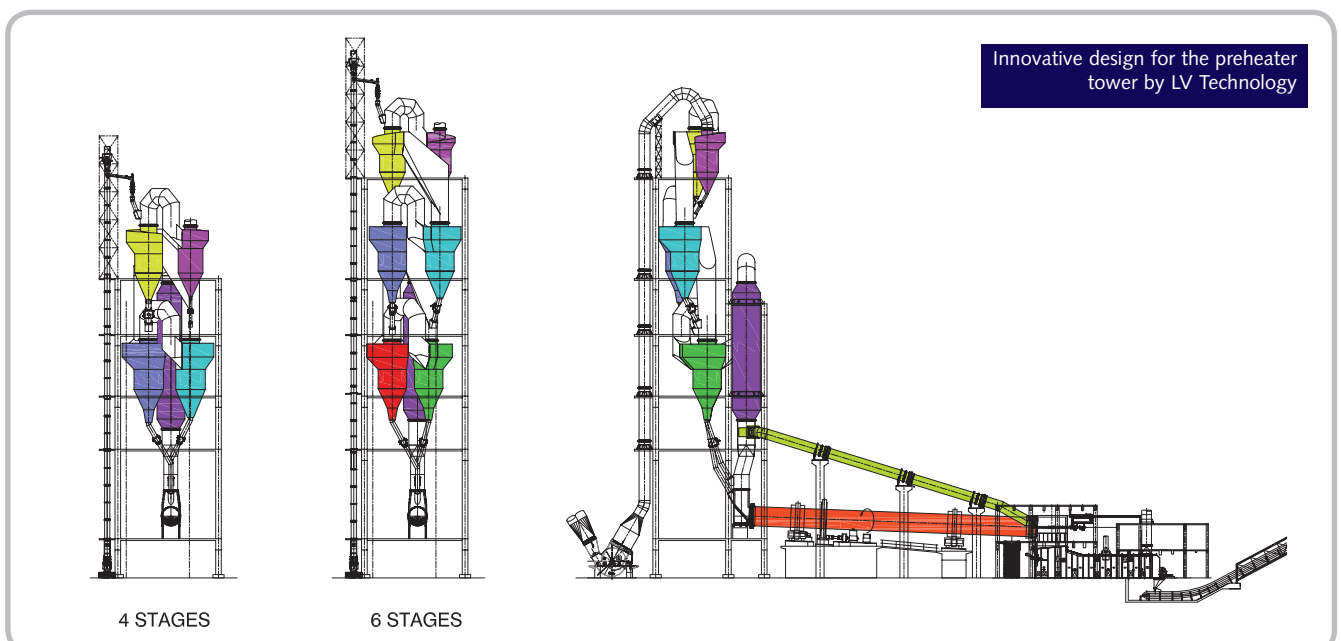 Innovative design for the preheater
tower by LV Technology
4 STAGES
6 STAGES